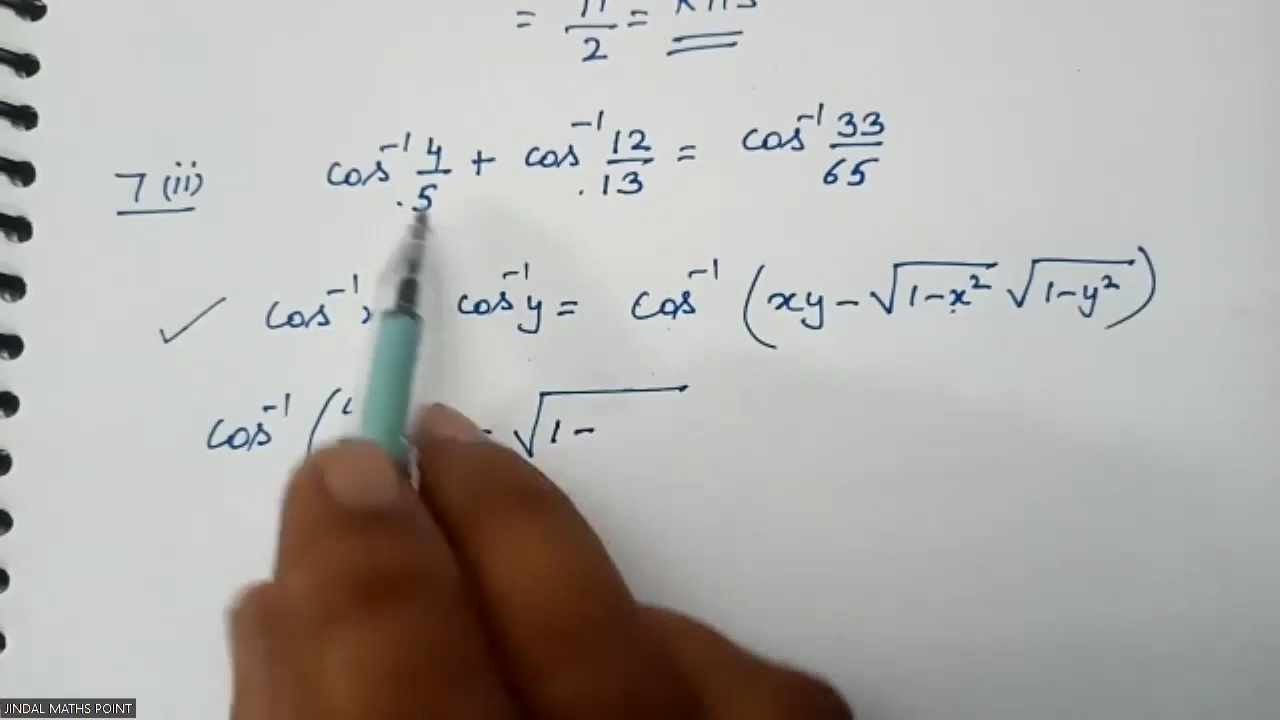 = π/2 = Ans
7(ii) cos⁻¹ 4/5 + cos⁻¹ 12/13 = cos⁻¹ 33/65
✓ cos⁻¹ cos⁻¹y = cos⁻¹ (xy - √(1-x²) √(1-y²))
cos⁻¹ ( - √(1-
JINDAL MATHS POINT